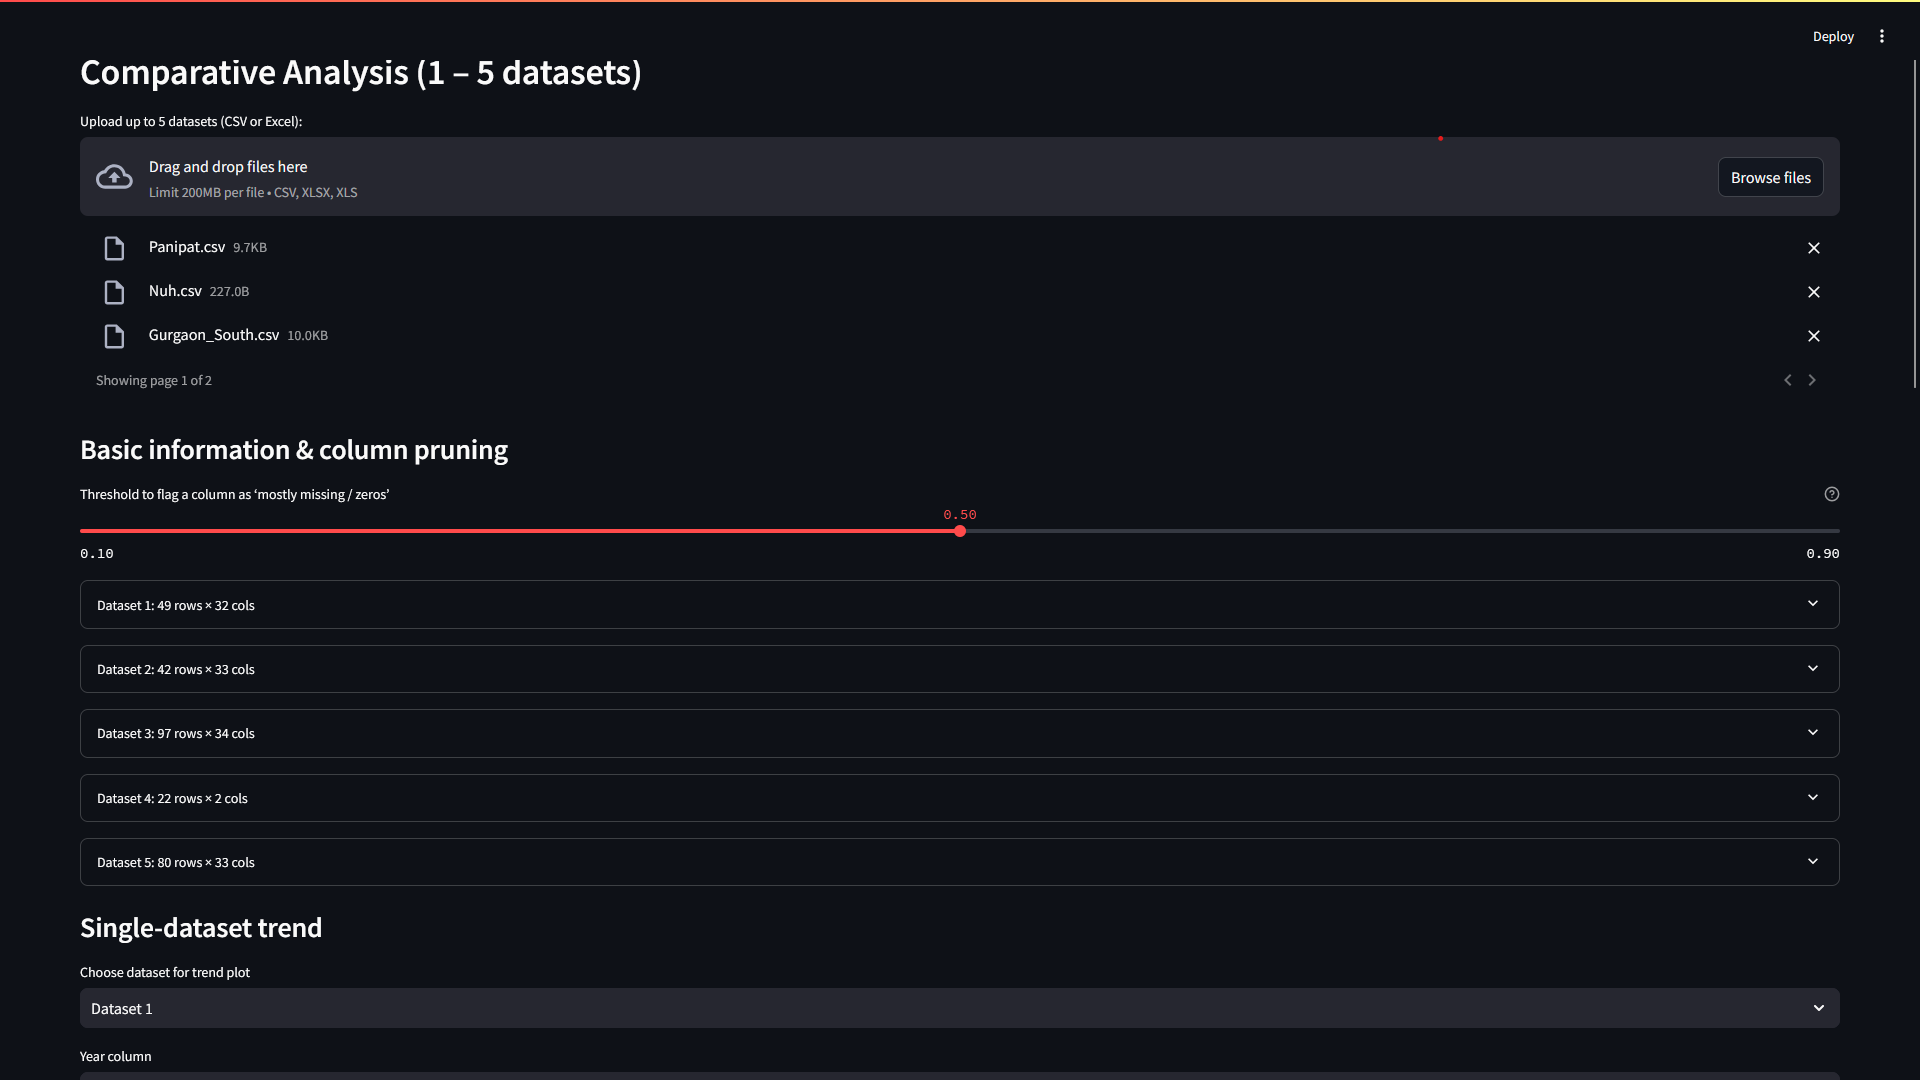 Deploy
Comparative Analysis (1 – 5 datasets)
Upload up to 5 datasets (CSV or Excel):
Drag and drop files here
Limit 200MB per file • CSV, XLSX, XLS
Browse files
Panipat.csv 9.7KB
Nuh.csv 227.0B
Gurgaon_South.csv 10.0KB
Showing page 1 of 2
Basic information & column pruning
Threshold to flag a column as ‘mostly missing / zeros’
0.50
0.10 0.90
Dataset 1: 49 rows × 32 cols
Dataset 2: 42 rows × 33 cols
Dataset 3: 97 rows × 34 cols
Dataset 4: 22 rows × 2 cols
Dataset 5: 80 rows × 33 cols
Single-dataset trend
Choose dataset for trend plot
Dataset 1
Year column